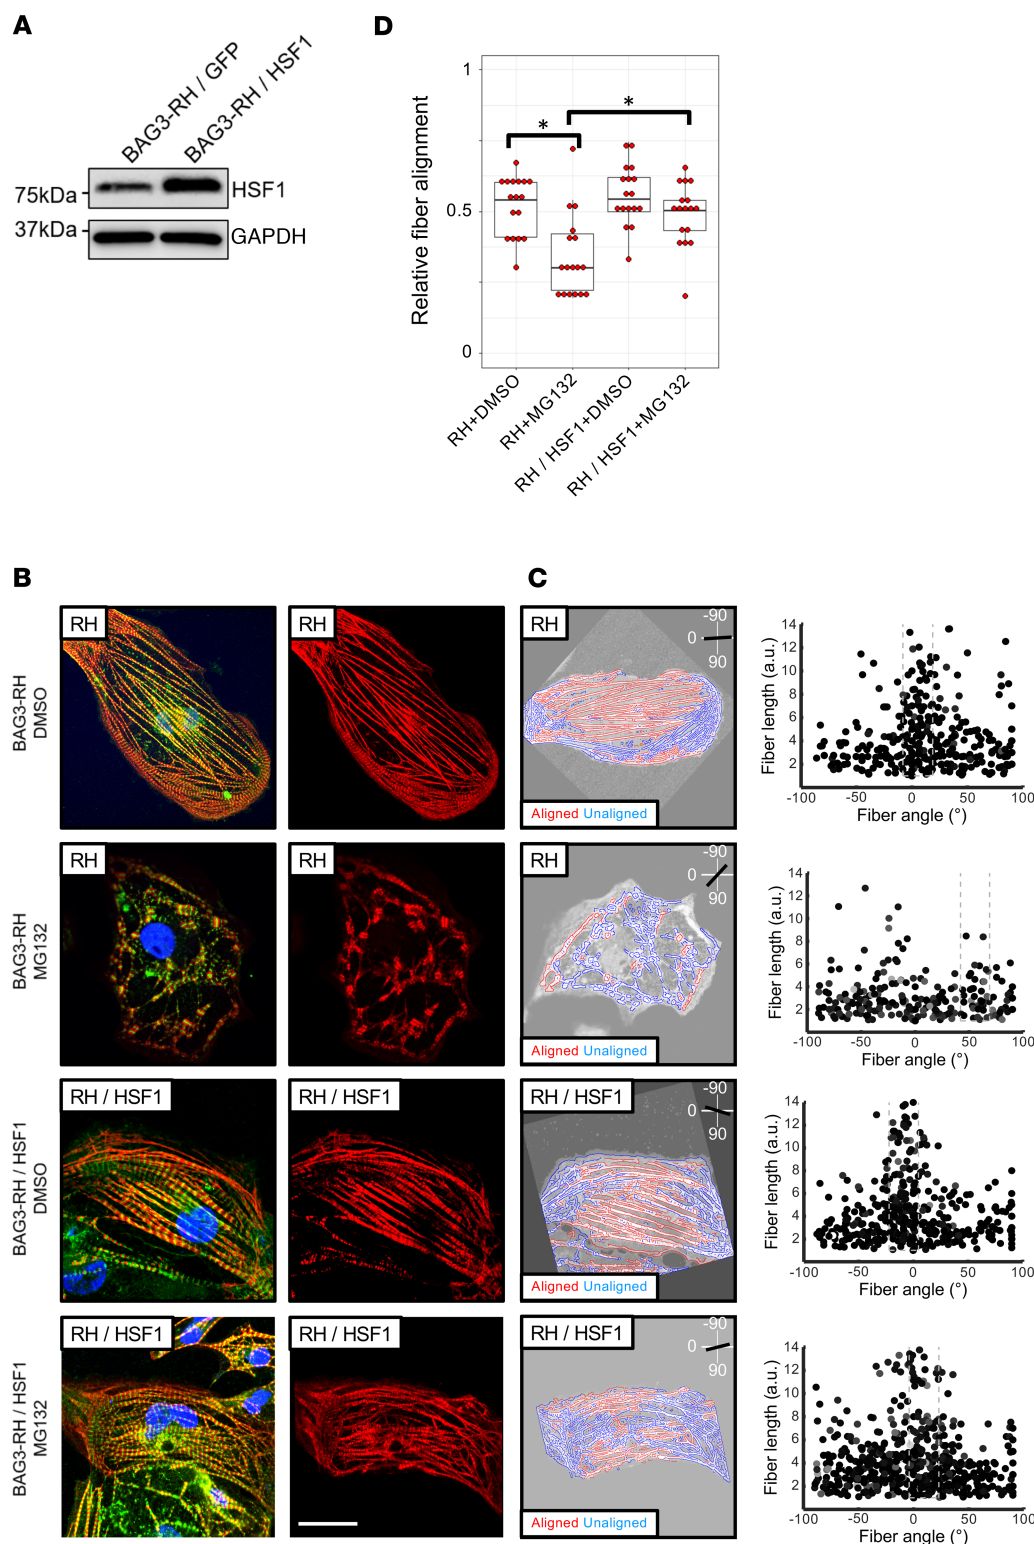 A
BAG3-RH / GFP
BAG3-RH / HSF1
75kDa
HSF1
37kDa
GAPDH
D
Relative fiber alignment
1
0.5
0
*
*
RH+DMSO
RH+MG132
RH / HSF1+DMSO
RH / HSF1+MG132
B
BAG3-RH
DMSO
RH
RH
BAG3-RH
MG132
RH
RH
BAG3-RH / HSF1
DMSO
RH / HSF1
RH / HSF1
BAG3-RH / HSF1
MG132
RH / HSF1
RH / HSF1
C
RH
-90
0
90
Aligned Unaligned
Fiber length (a.u.)
14
12
10
8
6
4
2
-100 -50 0 50 100
Fiber angle (°)
RH
-90
0
90
Aligned Unaligned
Fiber length (a.u.)
14
12
10
8
6
4
2
-100 -50 0 50 100
Fiber angle (°)
RH / HSF1
-90
0
90
Aligned Unaligned
Fiber length (a.u.)
14
12
10
8
6
4
2
-100 -50 0 50 100
Fiber angle (°)
RH / HSF1
-90
0
90
Aligned Unaligned
Fiber length (a.u.)
14
12
10
8
6
4
2
-100 -50 0 50 100
Fiber angle (°)